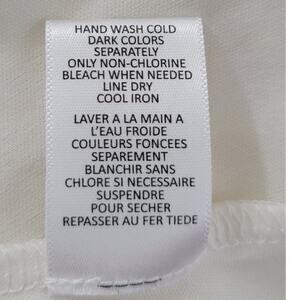 HAND WASH COLD
DARK COLORS
SEPARATELY
ONLY NON-CHLORINE
BLEACH WHEN NEEDED
LINE DRY
COOL IRON
LAVER A LA MAIN A
L'EAU FROIDE
COULEURS FONCEES
SEPAREMENT
BLANCHIR SANS
CHLORE SI NECESSAIRE
SUSPENDRE
POUR SECHER
REPASSER AU FER TIEDE